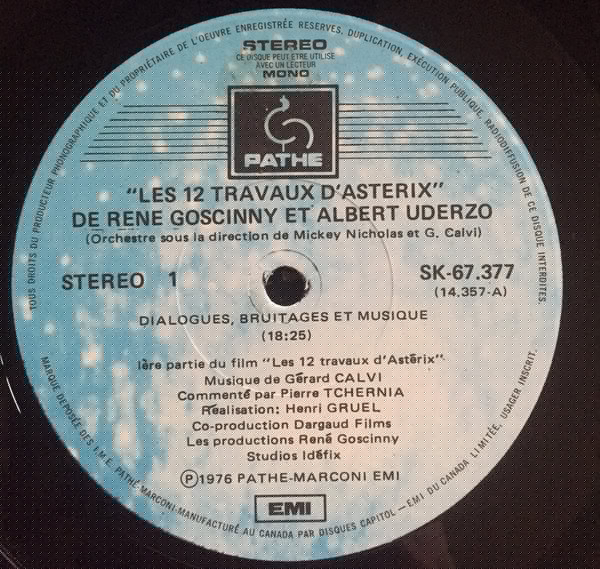 TOUS DROITS DU PRODUCTEUR PHONOGRAPHIQUE ET DU PROPRIÉTAIRE DE L'OEUVRE ENREGISTRÉE RESERVES, DUPLICATION, EXÉCUTION PUBLIQUE, RADIODIFFUSION DE CE DISQUE INTERDITES.
STEREO
CE DISQUE PEUT ÊTRE UTILISE
AVEC UN LECTEUR
MONO
PATHE
"LES 12 TRAVAUX D'ASTERIX"
DE RENE GOSCINNY ET ALBERT UDERZO
(Orchestre sous la direction de Mickey Nicholas et G. Calvi)
STEREO 1
SK-67.377
(14.357-A)
DIALOGUES, BRUITAGES ET MUSIQUE
(18:25)
1ère partie du film "Les 12 travaux d'Astérix"
Musique de Gérard CALVI
Commenté par Pierre TCHERNIA
Réalisation: Henri GRUEL
Co-production Dargaud Films
Les productions René Goscinny
Studios Idéfix
Ⓟ1976 PATHE-MARCONI EMI
EMI
MARQUE DEPOSÉE DES I.M.E. PATHÉ-MARCONI-MANUFACTURÉ AU CANADA PAR DISQUES CAPITOL—EMI DU CANADA LIMITÉE, USAGER INSCRIT.